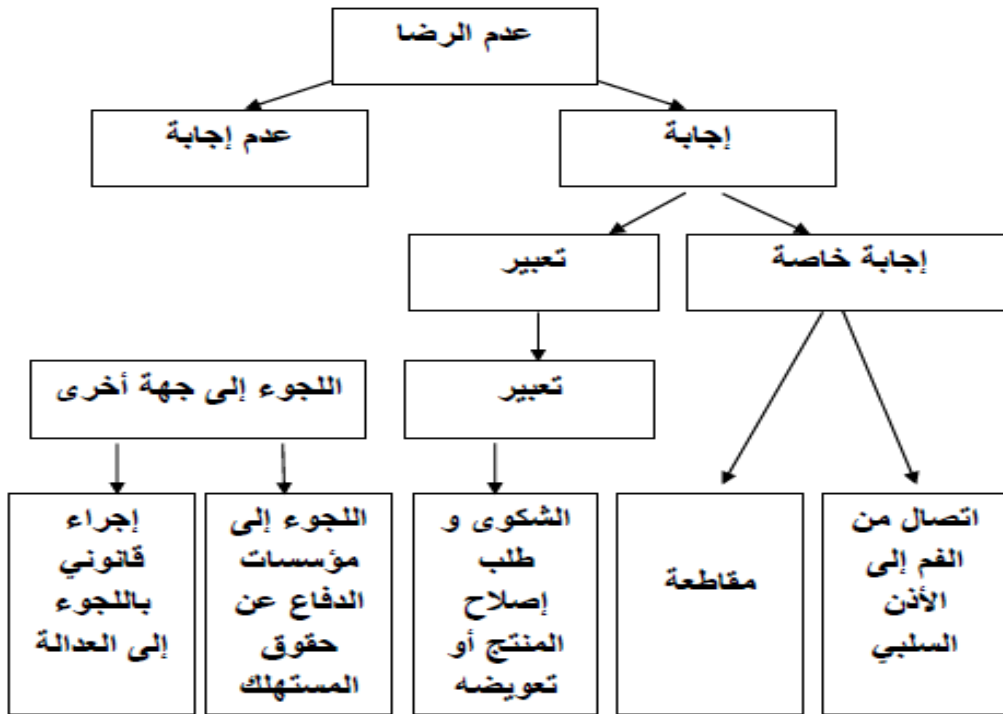 عدم الرضا
إجابة
عدم إجابة
إجابة خاصة
تعبير
تعبير
اللجوء إلى جهة أخرى
اتصال من
الفم إلى
الأذن
السلبي
مقاطعة
الشكوى و
طلب
إصلاح
المنتج أو
تعويضه
اللجوء إلى
مؤسسات
الدفاع عن
حقوق
المستهلك
إجراء
قانوني
باللجوء
إلى العدالة